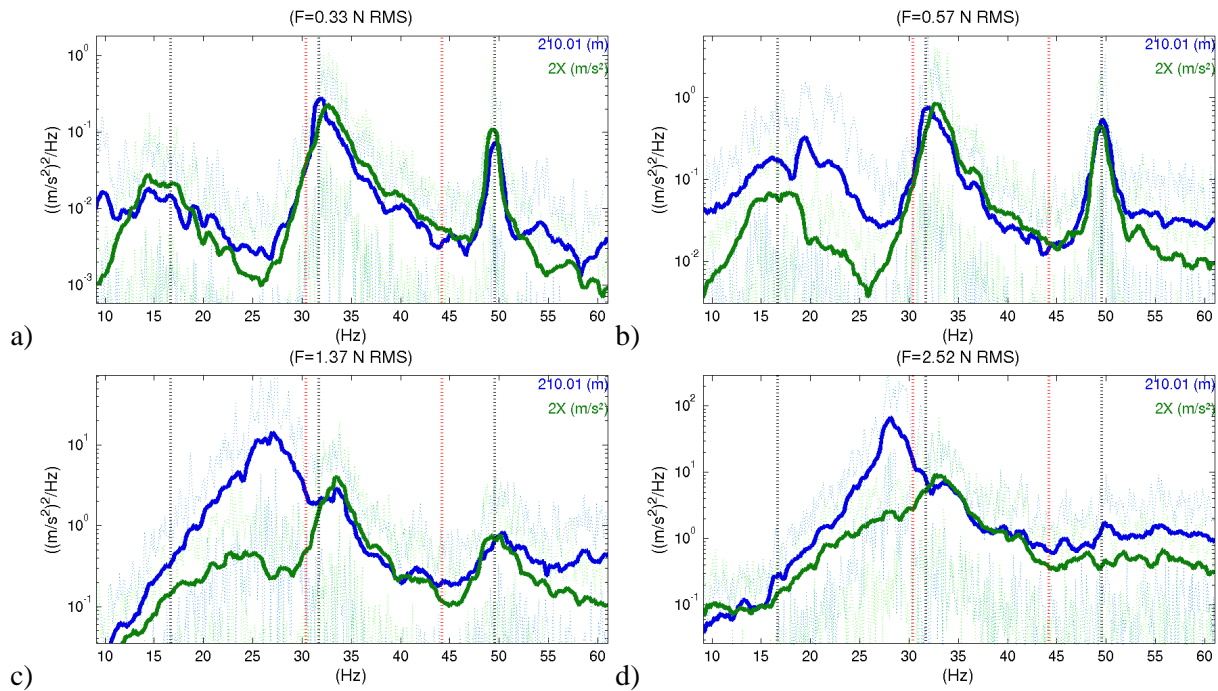 (F=0.33 N RMS)
210.01 (m)
2X (m/s²)
10⁰
10⁻¹
10⁻²
10⁻³
((m/s²)²/Hz)
10 15 20 25 30 35 40 45 50 55 60
(Hz)
a)
(F=0.57 N RMS)
210.01 (m)
2X (m/s²)
10⁰
10⁻¹
10⁻²
((m/s²)²/Hz)
10 15 20 25 30 35 40 45 50 55 60
(Hz)
b)
(F=1.37 N RMS)
210.01 (m)
2X (m/s²)
10¹
10⁰
10⁻¹
((m/s²)²/Hz)
10 15 20 25 30 35 40 45 50 55 60
(Hz)
c)
(F=2.52 N RMS)
210.01 (m)
2X (m/s²)
10²
10¹
10⁰
10⁻¹
((m/s²)²/Hz)
10 15 20 25 30 35 40 45 50 55 60
(Hz)
d)